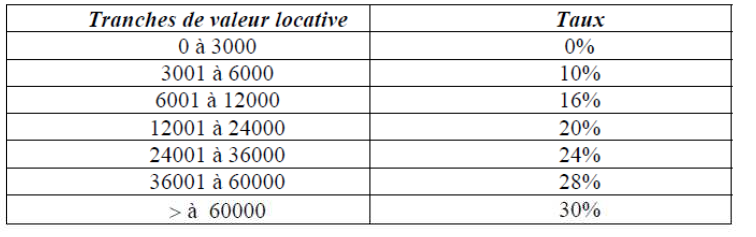 Tranches de valeur locative Taux
0 à 3000 0%
3001 à 6000 10%
6001 à 12000 16%
12001 à 24000 20%
24001 à 36000 24%
36001 à 60000 28%
> à 60000 30%